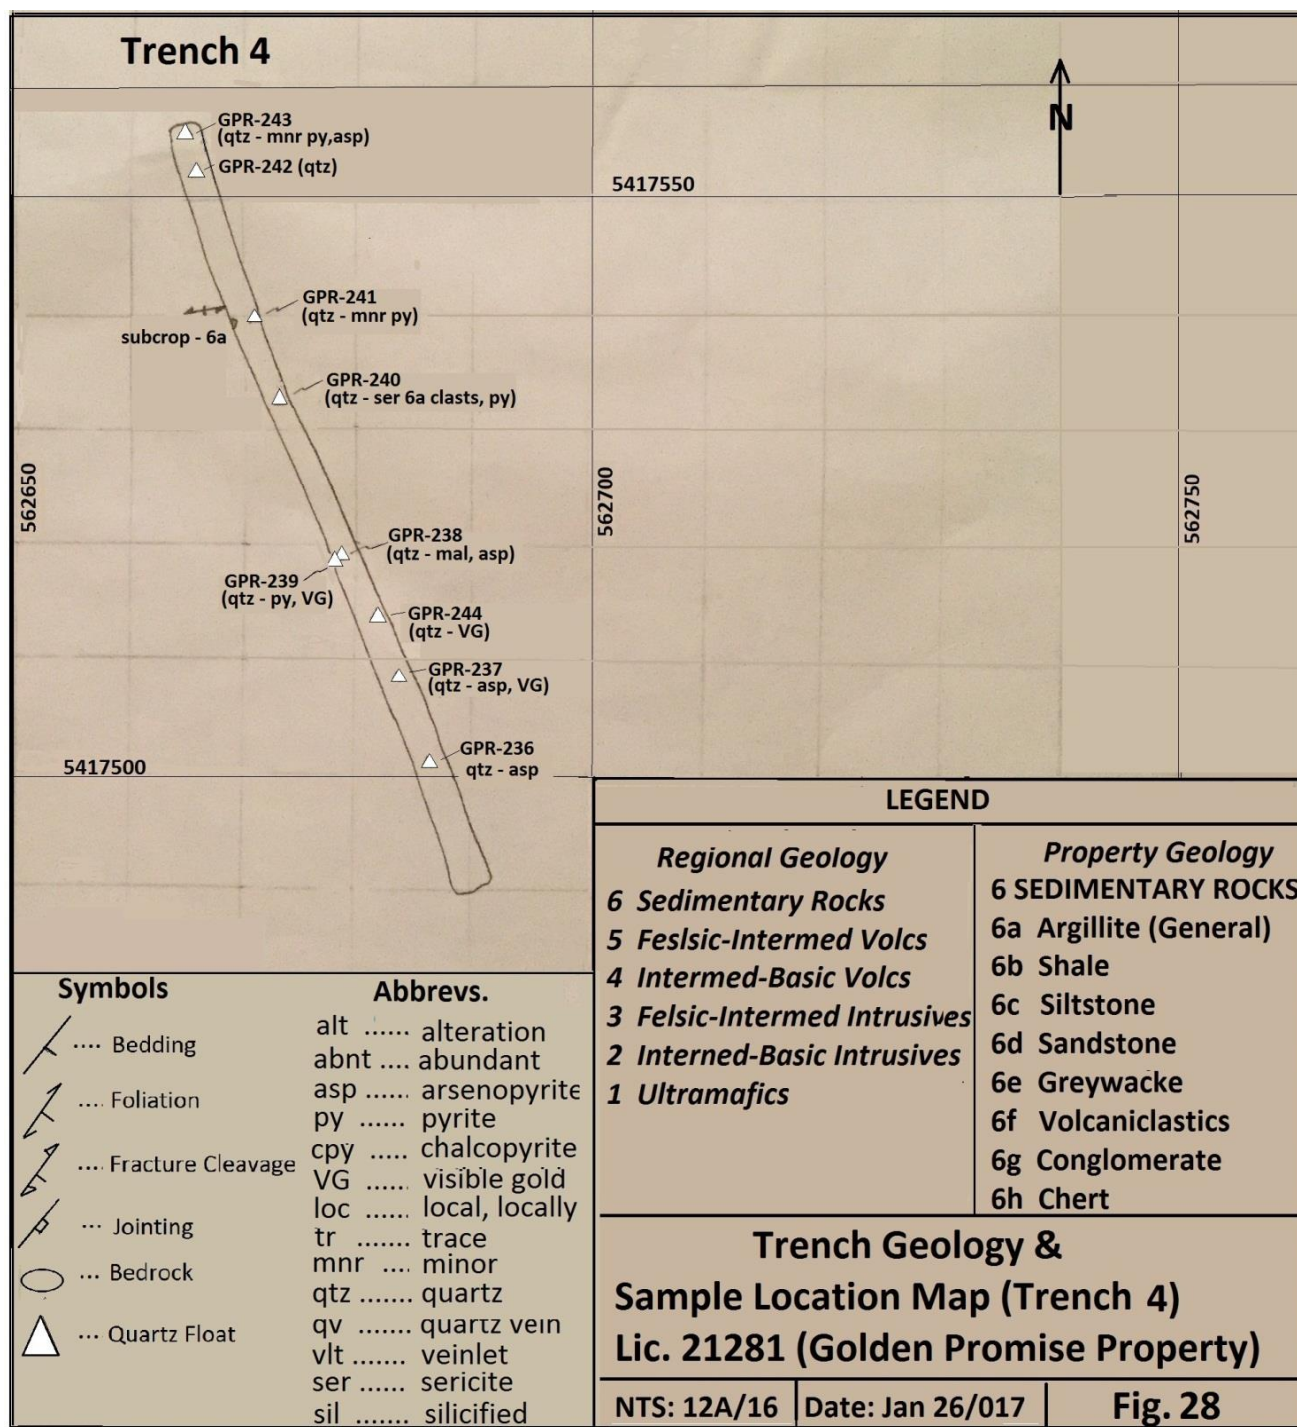 Trench 4
N
GPR-243
(qtz - mnr py,asp)
GPR-242 (qtz)
5417550
GPR-241
(qtz - mnr py)
subcrop - 6a
GPR-240
(qtz - ser 6a clasts, py)
562650
562700
562750
GPR-238
(qtz - mal, asp)
GPR-239
(qtz - py, VG)
GPR-244
(qtz - VG)
GPR-237
(qtz - asp, VG)
GPR-236
qtz - asp
5417500
LEGEND
Regional Geology
6 Sedimentary Rocks
5 Feslsic-Intermed Volcs
4 Intermed-Basic Volcs
3 Felsic-Intermed Intrusives
2 Interned-Basic Intrusives
1 Ultramafics
Property Geology
6 SEDIMENTARY ROCKS
6a Argillite (General)
6b Shale
6c Siltstone
6d Sandstone
6e Greywacke
6f Volcaniclastics
6g Conglomerate
6h Chert
Symbols
.... Bedding
.... Foliation
.... Fracture Cleavage
... Jointing
... Bedrock
... Quartz Float
Abbrevs.
alt ...... alteration
abnt .... abundant
asp ...... arsenopyrite
py ...... pyrite
cpy ..... chalcopyrite
VG ...... visible gold
loc ...... local, locally
tr ....... trace
mnr .... minor
qtz ....... quartz
qv ....... quartz vein
vlt ....... veinlet
ser ...... sericite
sil ....... silicified
Trench Geology &
Sample Location Map (Trench 4)
Lic. 21281 (Golden Promise Property)
NTS: 12A/16
Date: Jan 26/017
Fig. 28